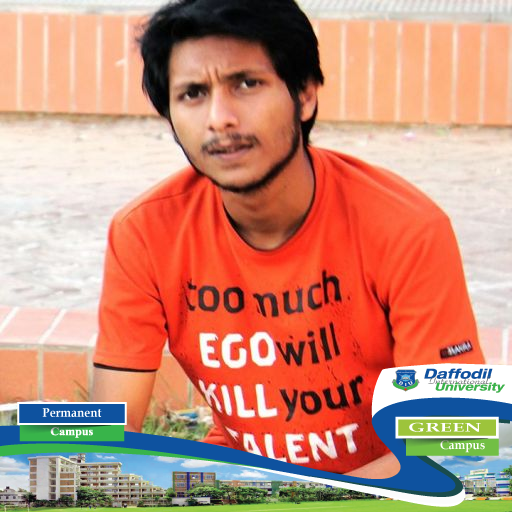 too much
EGO will
KILL your
TALENT
Daffodil
International
University
Permanent
Campus
GREEN
Campus